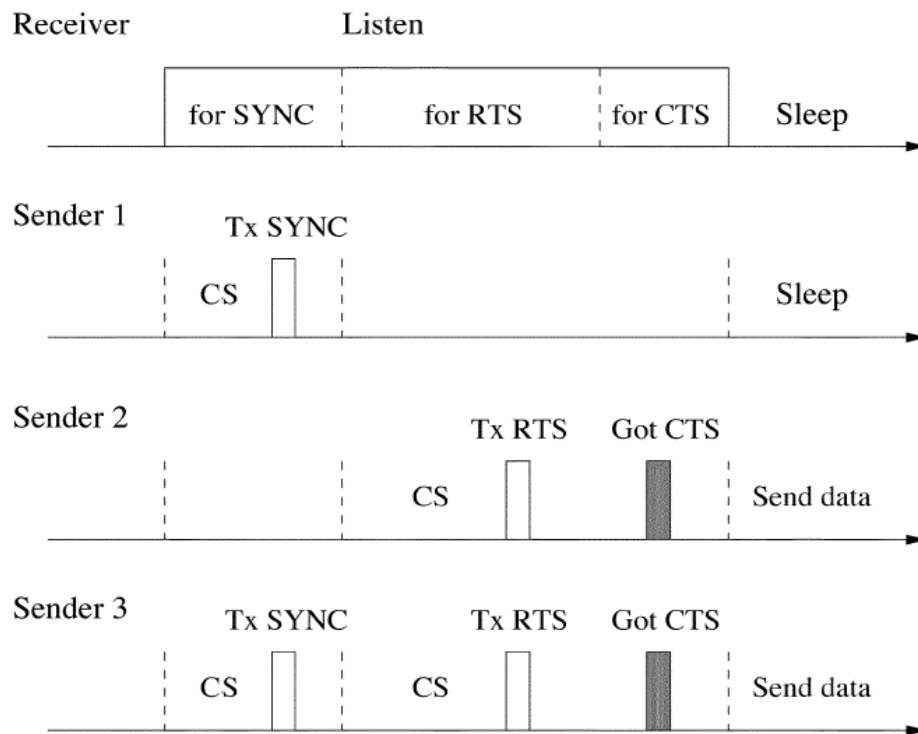 Receiver Listen
for SYNC for RTS for CTS Sleep
Sender 1
Tx SYNC
CS Sleep
Sender 2
Tx RTS Got CTS
CS Send data
Sender 3
Tx SYNC Tx RTS Got CTS
CS CS Send data